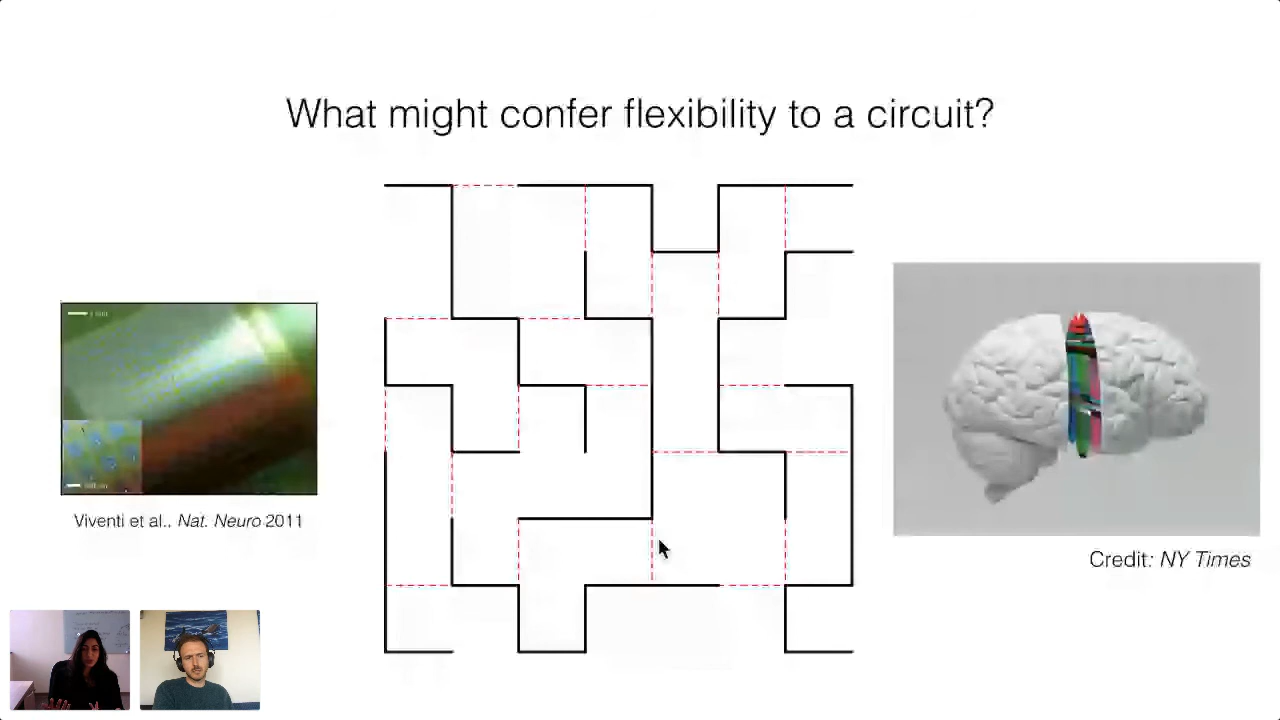 What might confer flexibility to a circuit?
Viventi et al., Nat. Neuro 2011
Credit: NY Times